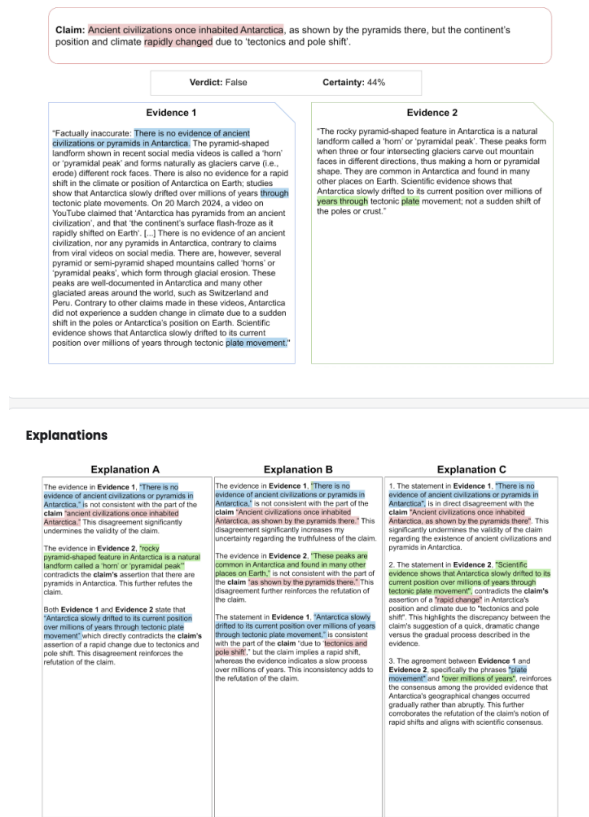 Claim: Ancient civilizations once inhabited Antarctica, as shown by the pyramids there, but the continent's
position and climate rapidly changed due to 'tectonics and pole shift'.
Verdict: False
Certainty: 44%
Evidence 1
"Factually inaccurate: There is no evidence of ancient
civilizations or pyramids in Antarctica. The pyramid-shaped
landform shown in recent social media videos is called a 'horn'
or 'pyramidal peak' and forms naturally as glaciers carve (i.e.,
erode) different rock faces. There is also no evidence for a rapid
shift in the climate or position of Antarctica on Earth; studies
show that Antarctica slowly drifted over millions of years through
tectonic plate movements. On 20 March 2024, a video on
YouTube claimed that 'Antarctica has pyramids from an ancient
civilization', and that 'the continent's surface flash-froze as it
rapidly shifted on Earth'. [...] There is no evidence of an ancient
civilization, nor any pyramids in Antarctica, contrary to claims
from viral videos on social media. There are, however, several
pyramid or semi-pyramid shaped mountains called 'horns' or
'pyramidal peaks', which form through glacial erosion. These
peaks are well-documented in Antarctica and many other
glaciated areas around the world, such as Switzerland and
Peru. Contrary to other claims made in these videos, Antarctica
did not experience a sudden change in climate due to a sudden
shift in the poles or Antarctica's position on Earth. Scientific
evidence shows that Antarctica slowly drifted to its current
position over millions of years through tectonic plate movement."
Evidence 2
"The rocky pyramid-shaped feature in Antarctica is a natural
landform called a 'horn' or 'pyramidal peak'. These peaks form
when three or four intersecting glaciers carve out mountain
faces in different directions, thus making a horn or pyramidal
shape. They are common in Antarctica and found in many
other places on Earth. Scientific evidence shows that
Antarctica slowly drifted to its current position over millions of
years through tectonic plate movement; not a sudden shift of
the poles or crust."
Explanations
Explanation A
The evidence in Evidence 1, "There is no
evidence of ancient civilizations or pyramids in
Antarctica," is not consistent with the part of the
claim "ancient civilizations once inhabited
Antarctica." This disagreement significantly
undermines the validity of the claim.
The evidence in Evidence 2, "rocky
pyramid-shaped feature in Antarctica is a natural
landform called a 'horn' or 'pyramidal peak'"
contradicts the claim's assertion that there are
pyramids in Antarctica. This further refutes the
claim.
Both Evidence 1 and Evidence 2 state that
"Antarctica slowly drifted to its current position
over millions of years through tectonic plate
movement" which directly contradicts the claim's
assertion of a rapid change due to tectonics and
pole shift. This disagreement reinforces the
refutation of the claim.
Explanation B
The evidence in Evidence 1, "There is no
evidence of ancient civilizations or pyramids in
Antarctica," is not consistent with the part of the
claim "Ancient civilizations once inhabited
Antarctica, as shown by the pyramids there." This
disagreement significantly increases my
uncertainty regarding the truthfulness of the claim.
The evidence in Evidence 2, "These peaks are
common in Antarctica and found in many other
places on Earth," is not consistent with the part of
the claim "as shown by the pyramids there." This
disagreement further reinforces the refutation of
the claim.
The statement in Evidence 1, "Antarctica slowly
drifted to its current position over millions of years
through tectonic plate movement," is consistent
with the part of the claim "due to 'tectonics and
pole shift'," but the claim implies a rapid shift,
whereas the evidence indicates a slow process
over millions of years. This inconsistency adds to
the refutation of the claim.
Explanation C
1. The statement in Evidence 1, "There is no
evidence of ancient civilizations or pyramids in
Antarctica", is in direct disagreement with the
claim "Ancient civilizations once inhabited
Antarctica, as shown by the pyramids there". This
significantly undermines the validity of the claim
regarding the existence of ancient civilizations and
pyramids in Antarctica.
2. The statement in Evidence 2, "Scientific
evidence shows that Antarctica slowly drifted to its
current position over millions of years through
tectonic plate movement", contradicts the claim's
assertion of a "rapid change" in Antarctica's
position and climate due to "tectonics and pole
shift". This highlights the discrepancy between the
claim's suggestion of a quick, dramatic change
versus the gradual process described in the
evidence.
3. The agreement between Evidence 1 and
Evidence 2, specifically the phrases "plate
movement" and "over millions of years", reinforces
the consensus among the provided evidence that
Antarctica's geographical changes occurred
gradually rather than abruptly. This further
corroborates the refutation of the claim's notion of
rapid shifts and aligns with scientific consensus.